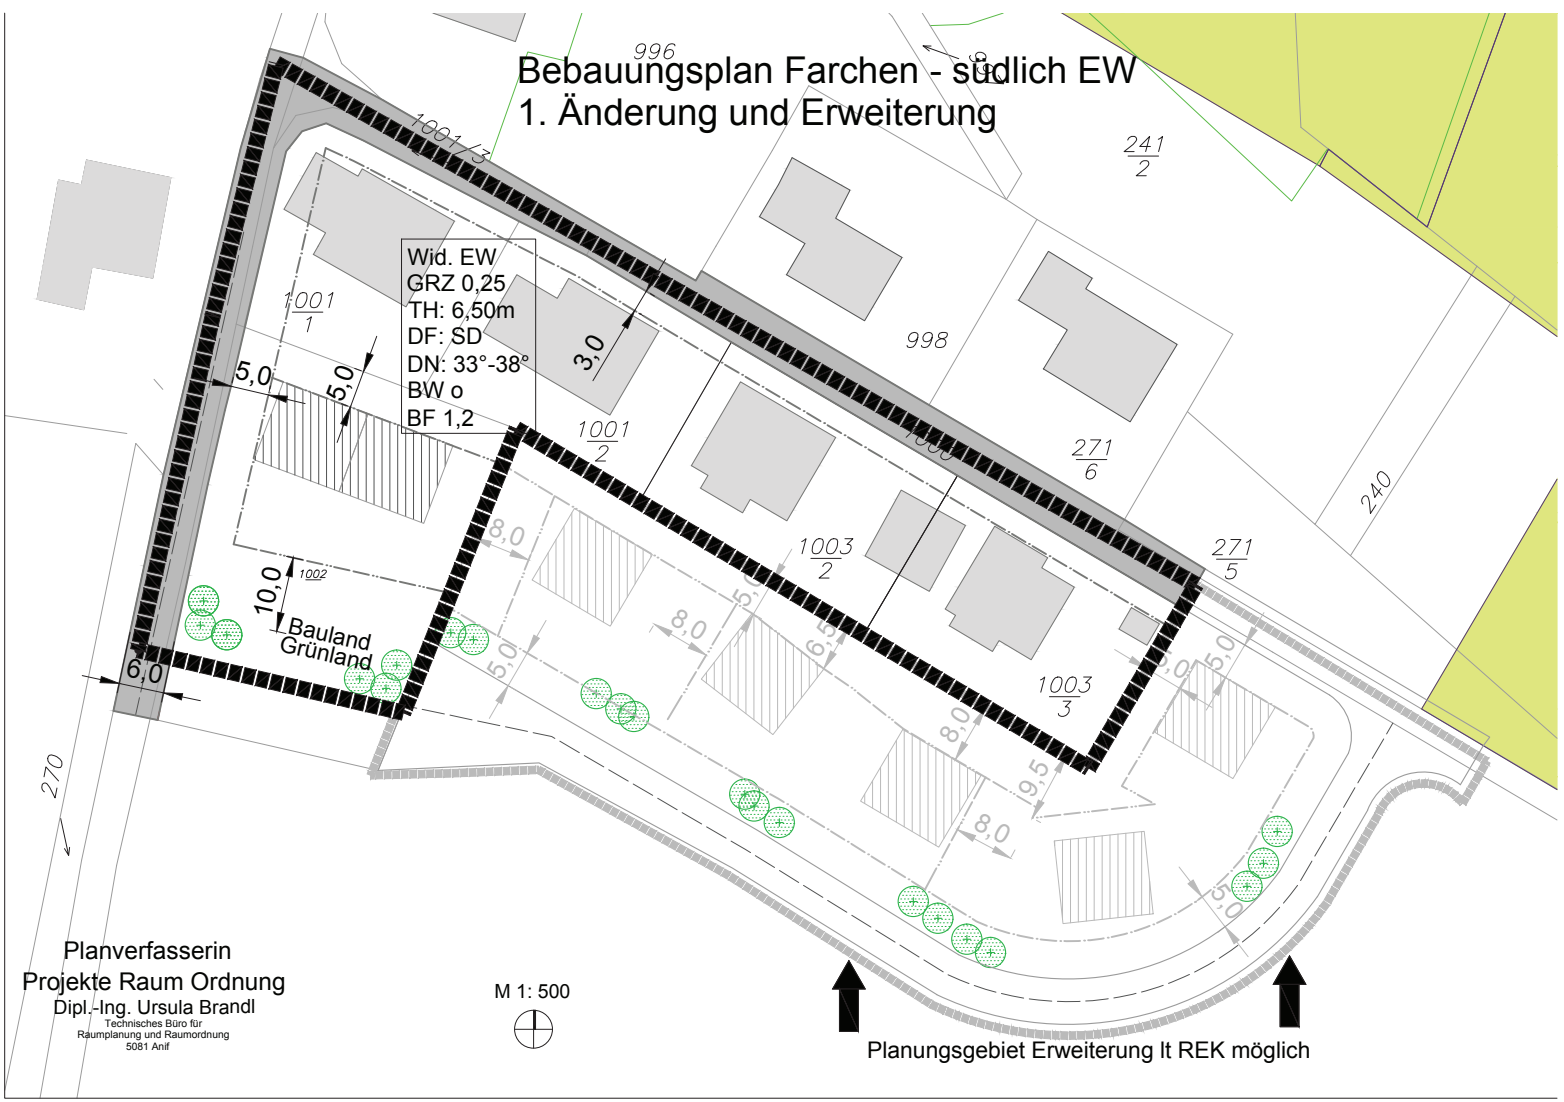 996
Bebauungsplan Farchen - südlich EW
1. Änderung und Erweiterung
1001/3
241
2
Wid. EW
GRZ 0,25
TH: 6,50m
DF: SD
DN: 33°-38°
BW o
BF 1,2
1001
1
3,0
998
5,0
5,0
1001
2
271
6
240
8,0
1003
2
271
5
10,0
1002
Bauland
Grünland
5,0
8,0
6,5
5,0
5,0
6,0
1003
3
8,0
9,5
8,0
5,0
270
Planverfasserin
Projekte Raum Ordnung
Dipl.-Ing. Ursula Brandl
Technisches Büro für
Raumplanung und Raumordnung
5081 Anif
M 1: 500
Planungsgebiet Erweiterung lt REK möglich